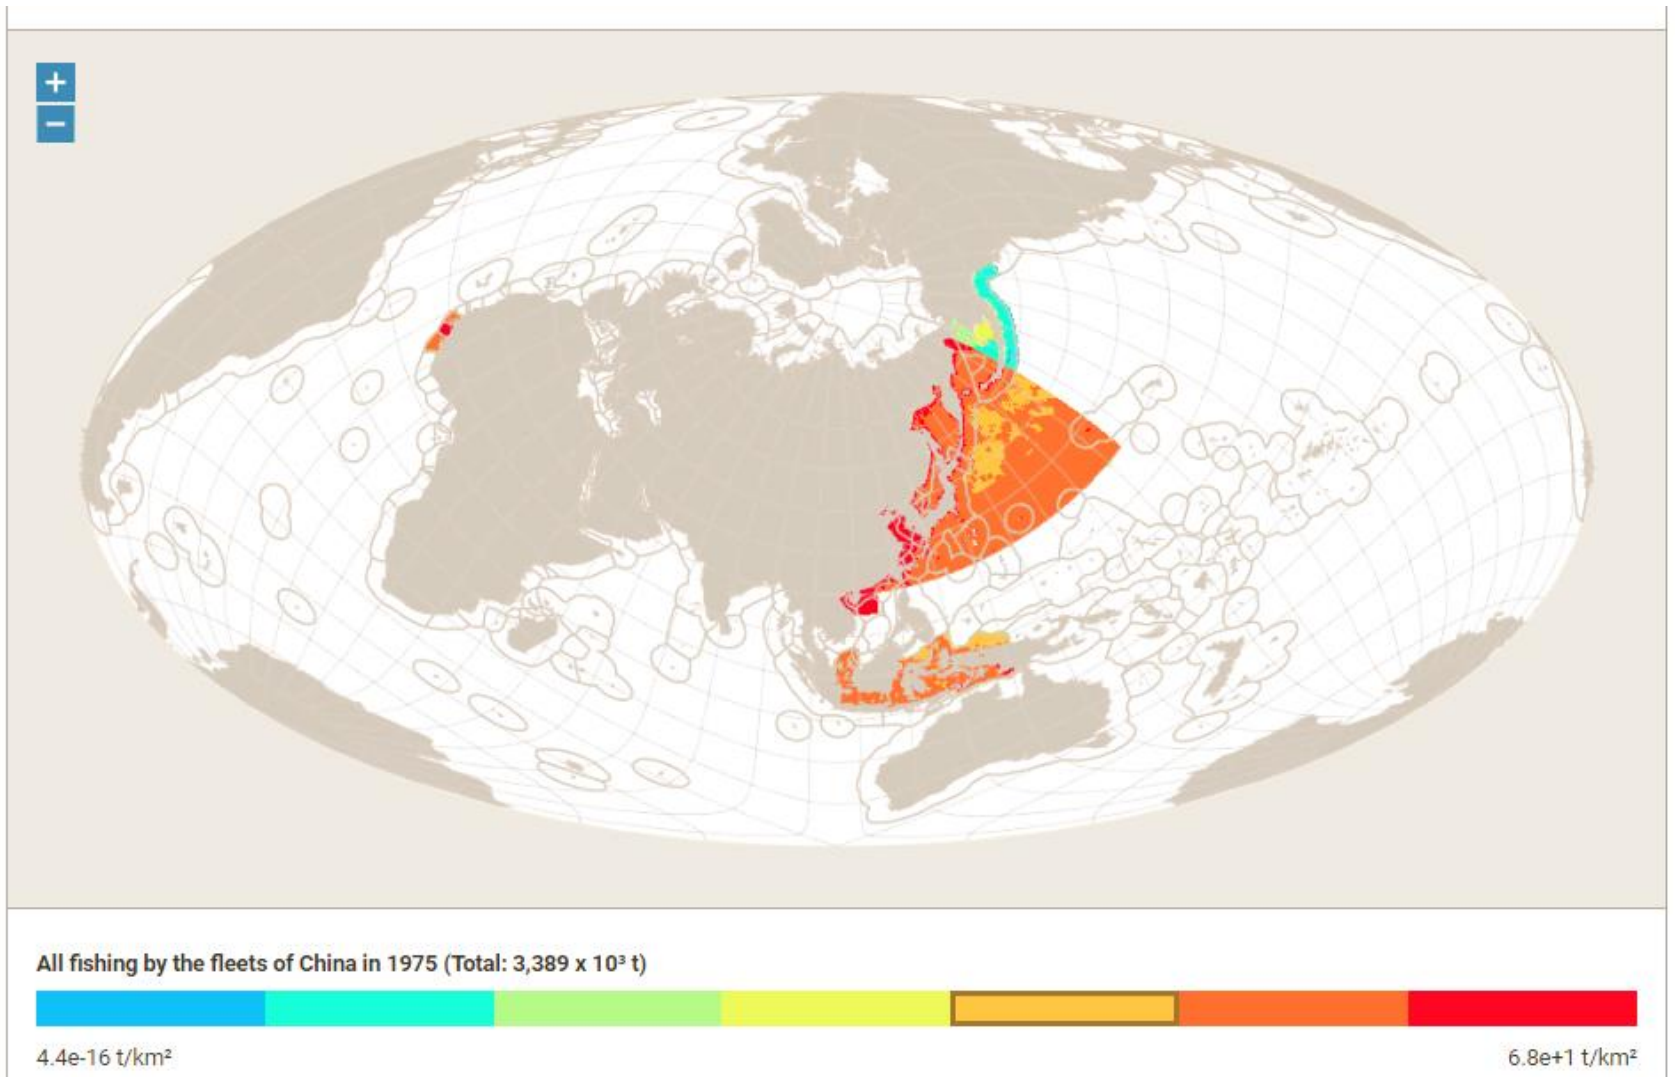 +
−
All fishing by the fleets of China in 1975 (Total: 3,389 x 10³ t)
4.4e-16 t/km² 6.8e+1 t/km²